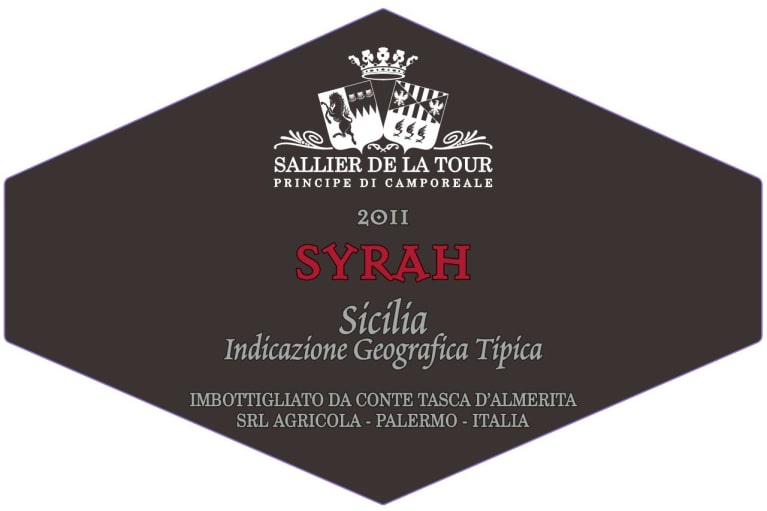 SALLIER DE LA TOUR
PRINCIPE DI CAMPOREALE
2011
SYRAH
Sicilia
Indicazione Geografica Tipica
IMBOTTIGLIATO DA CONTE TASCA D'ALMERITA
SRL AGRICOLA - PALERMO - ITALIA